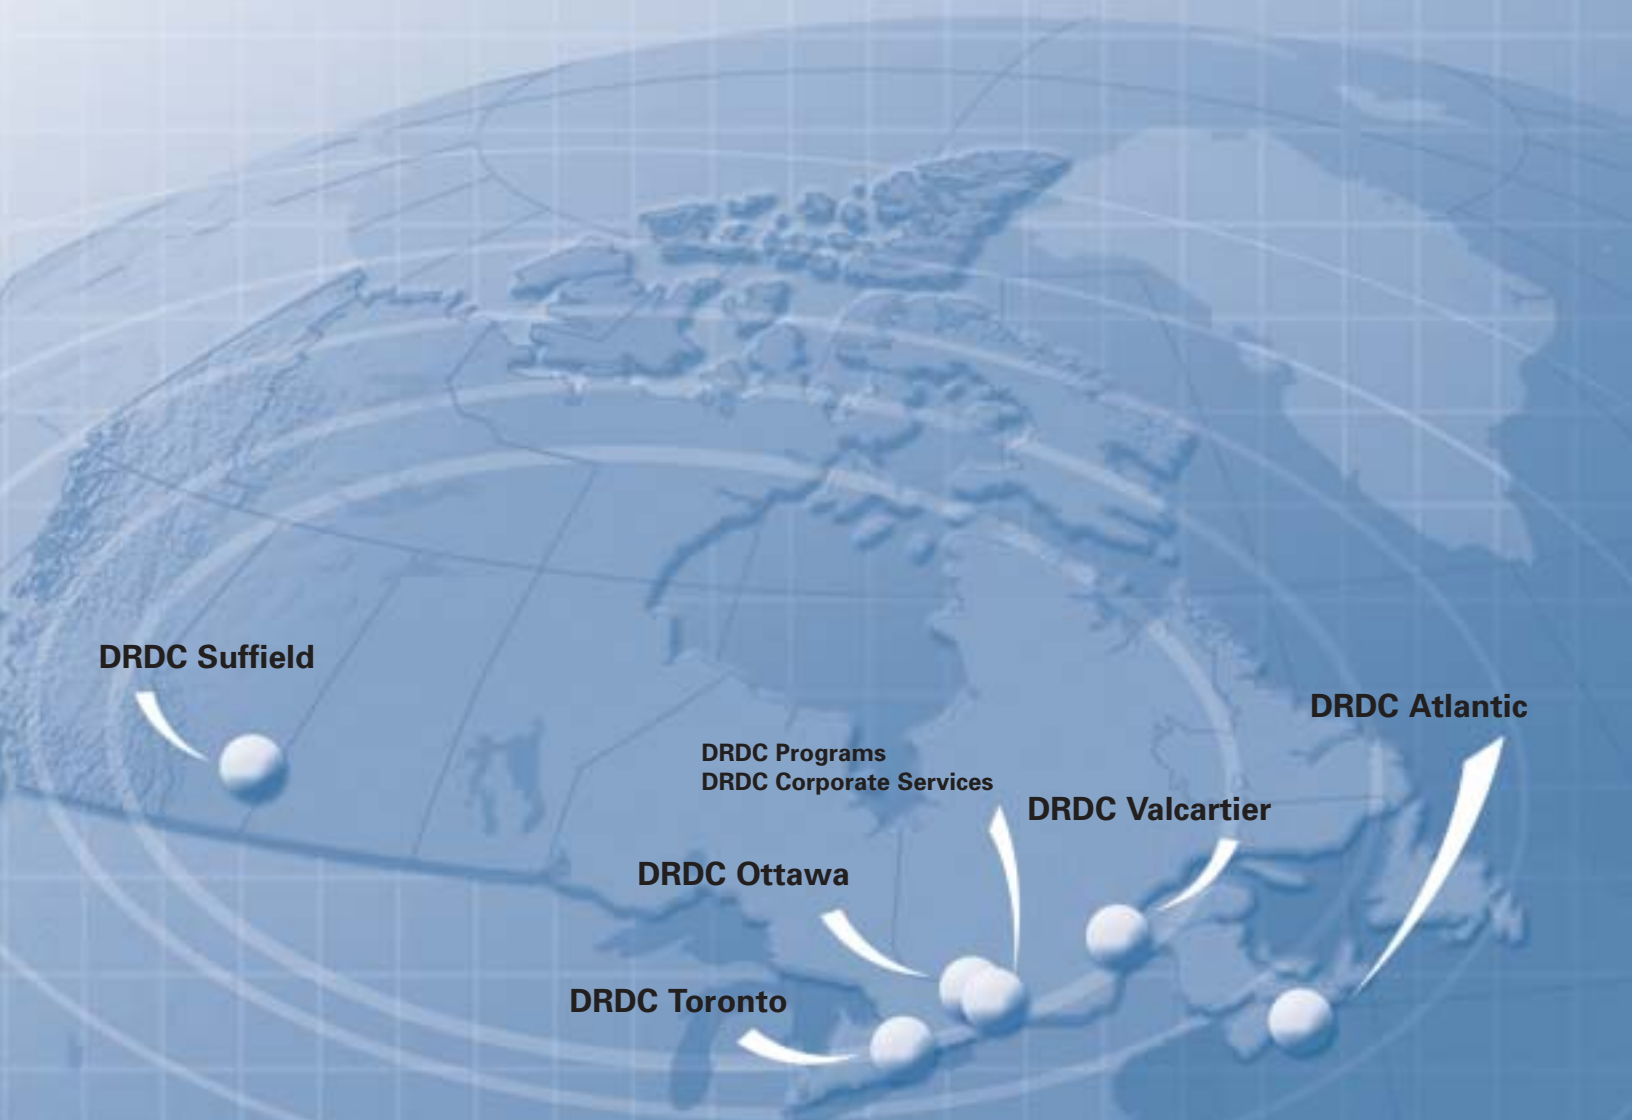 DRDC Suffield
DRDC Atlantic
DRDC Programs
DRDC Corporate Services
DRDC Valcartier
DRDC Ottawa
DRDC Toronto